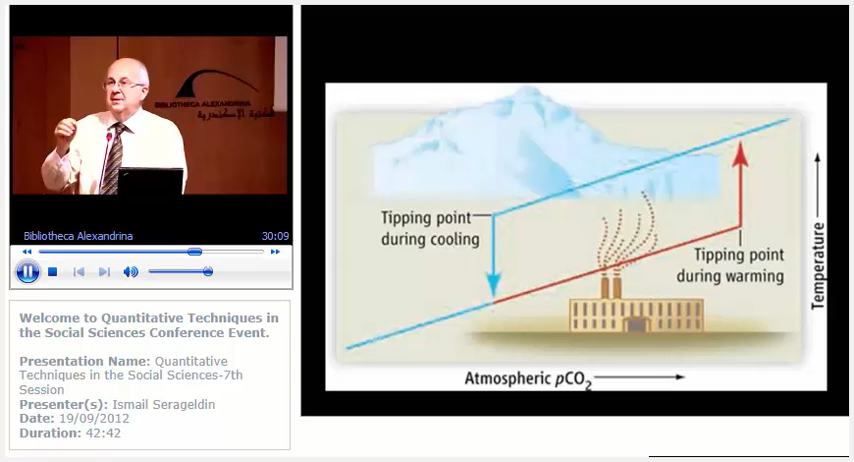 BIBLIOTHECA ALEXANDRINA
مكتبة الإسكندرية
Bibliotheca Alexandrina 30:09
Welcome to Quantitative Techniques in
the Social Sciences Conference Event.
Presentation Name: Quantitative
Techniques in the Social Sciences-7th
Session
Presenter(s): Ismail Serageldin
Date: 19/09/2012
Duration: 42:42
Tipping point
during cooling
Tipping point
during warming
Temperature
Atmospheric pCO₂